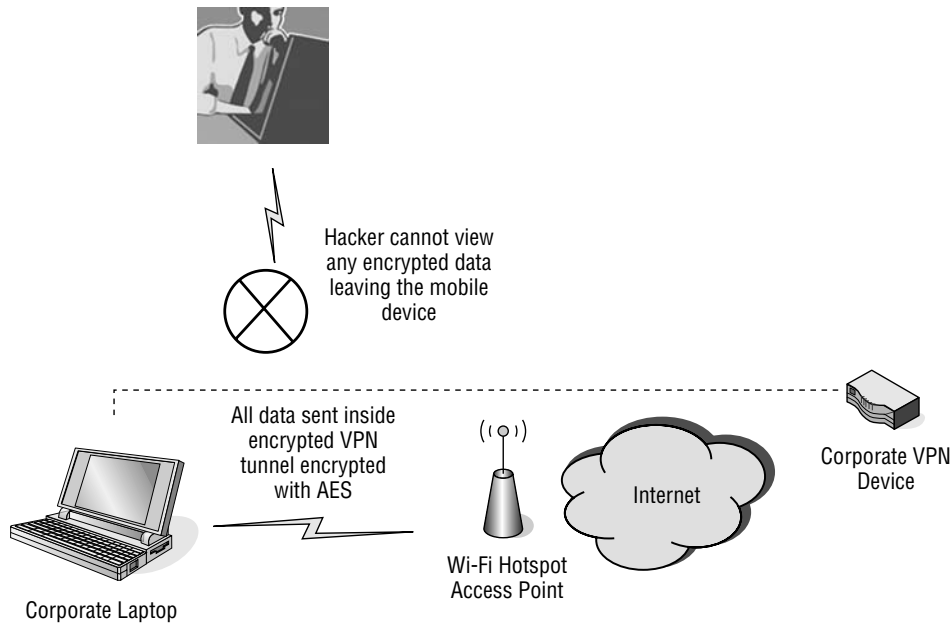 Hacker cannot view
any encrypted data
leaving the mobile
device
All data sent inside
encrypted VPN
tunnel encrypted
with AES
Internet
Corporate VPN
Device
Wi-Fi Hotspot
Access Point
Corporate Laptop